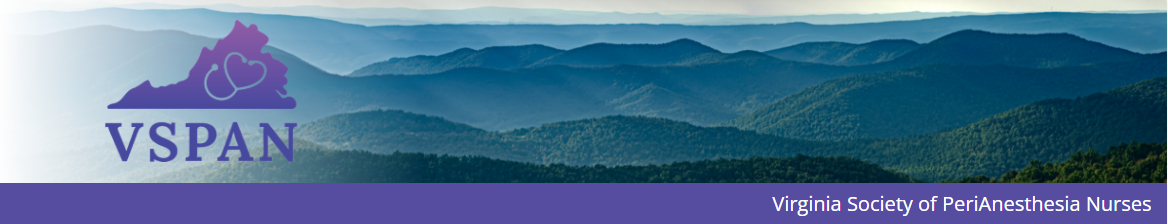 VSPAN
Virginia Society of PeriAnesthesia Nurses